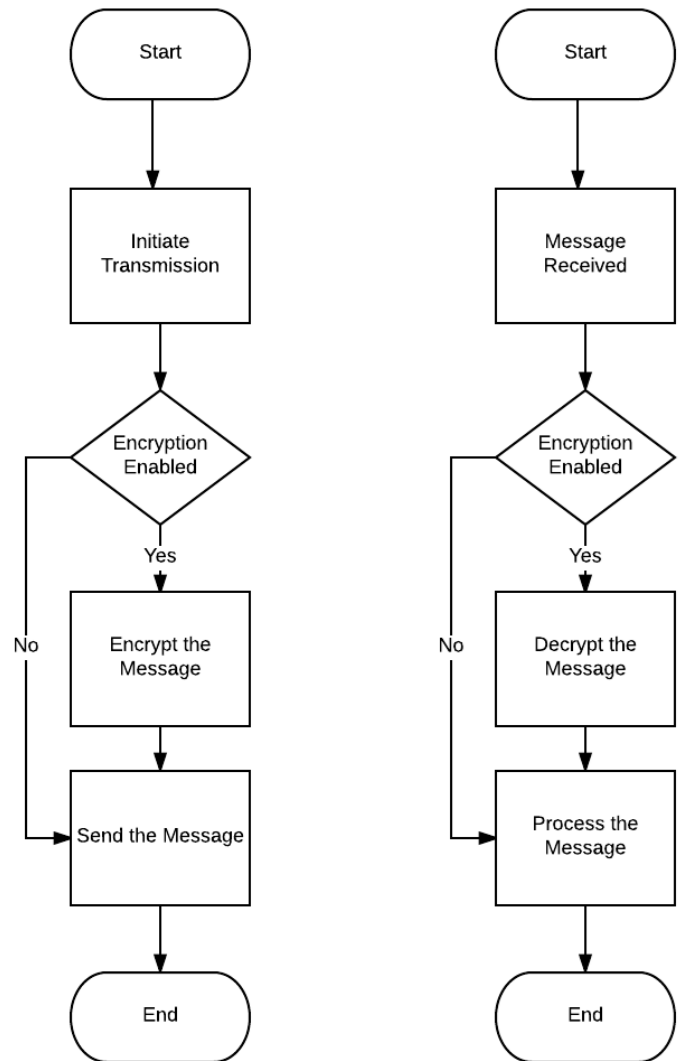 Start
Initiate
Transmission
Encryption
Enabled
Yes
No
Encrypt the
Message
Send the Message
End
Start
Message
Received
Encryption
Enabled
Yes
No
Decrypt the
Message
Process the
Message
End